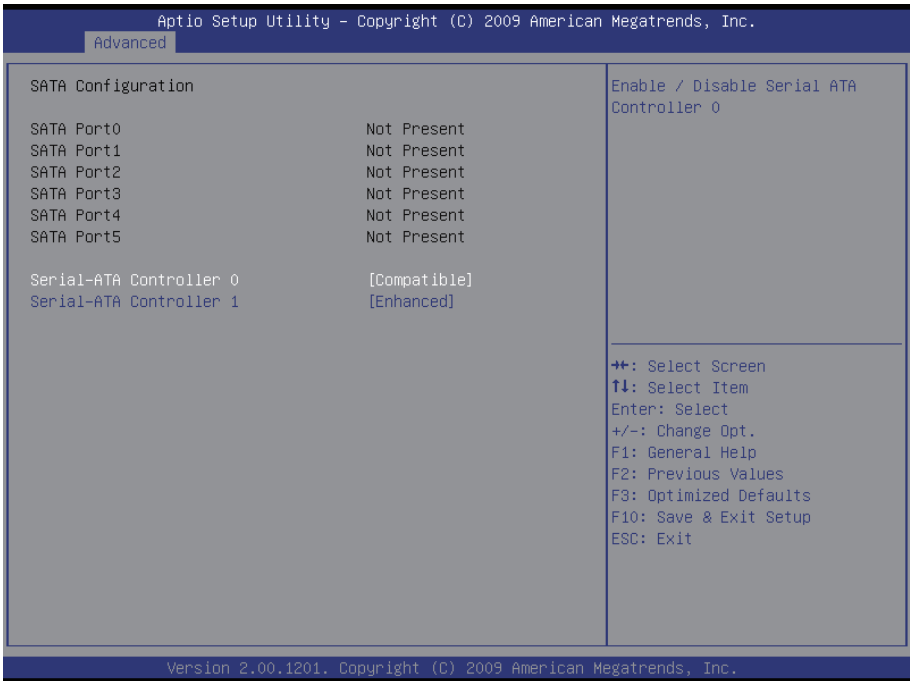 Aptio Setup Utility – Copyright (C) 2009 American Megatrends, Inc.
Advanced
SATA Configuration
SATA Port0 Not Present
SATA Port1 Not Present
SATA Port2 Not Present
SATA Port3 Not Present
SATA Port4 Not Present
SATA Port5 Not Present
Serial-ATA Controller 0 [Compatible]
Serial-ATA Controller 1 [Enhanced]
Enable / Disable Serial ATA
Controller 0
→←: Select Screen
↑↓: Select Item
Enter: Select
+/-: Change Opt.
F1: General Help
F2: Previous Values
F3: Optimized Defaults
F10: Save & Exit Setup
ESC: Exit
Version 2.00.1201. Copyright (C) 2009 American Megatrends, Inc.